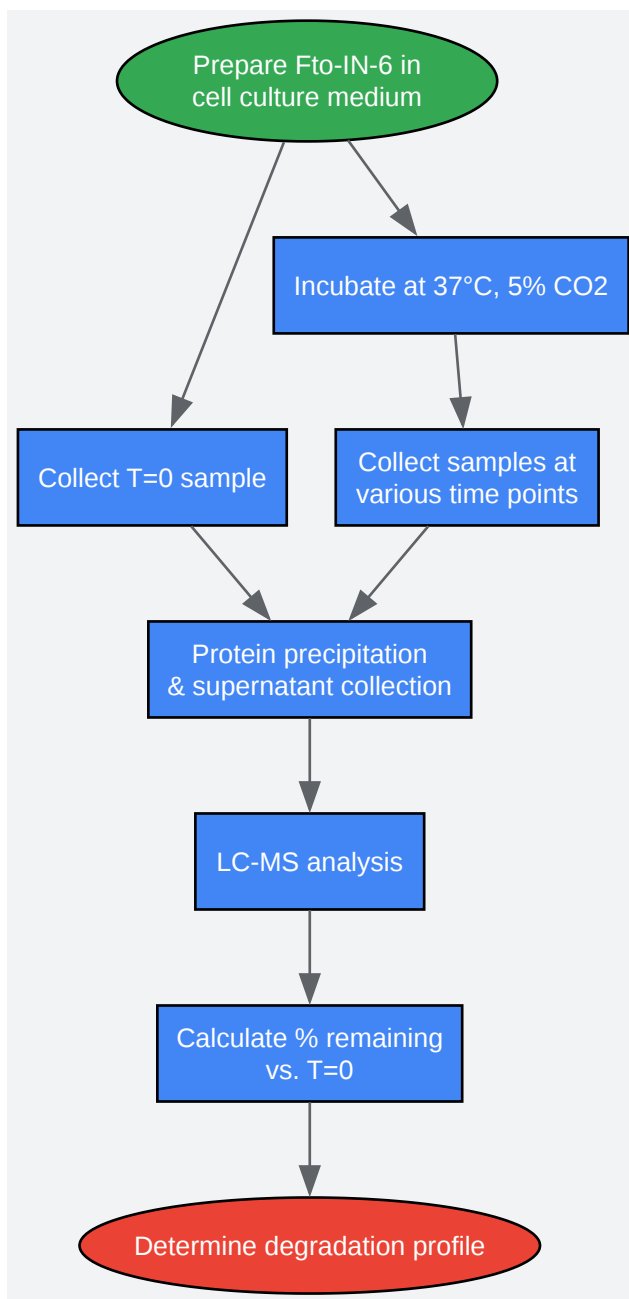 Prepare Fto-IN-6 in
cell culture medium
Incubate at 37°C, 5% CO2
Collect T=0 sample
Collect samples at
various time points
Protein precipitation
& supernatant collection
LC-MS analysis
Calculate % remaining
vs. T=0
Determine degradation profile